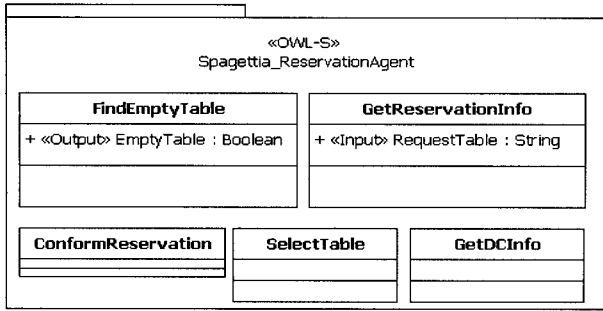 «OWL-S»
Spagettia_ReservationAgent
FindEmptyTable
+ «Output» EmptyTable : Boolean
GetReservationInfo
+ «Input» RequestTable : String
ConformReservation
SelectTable
GetDCInfo